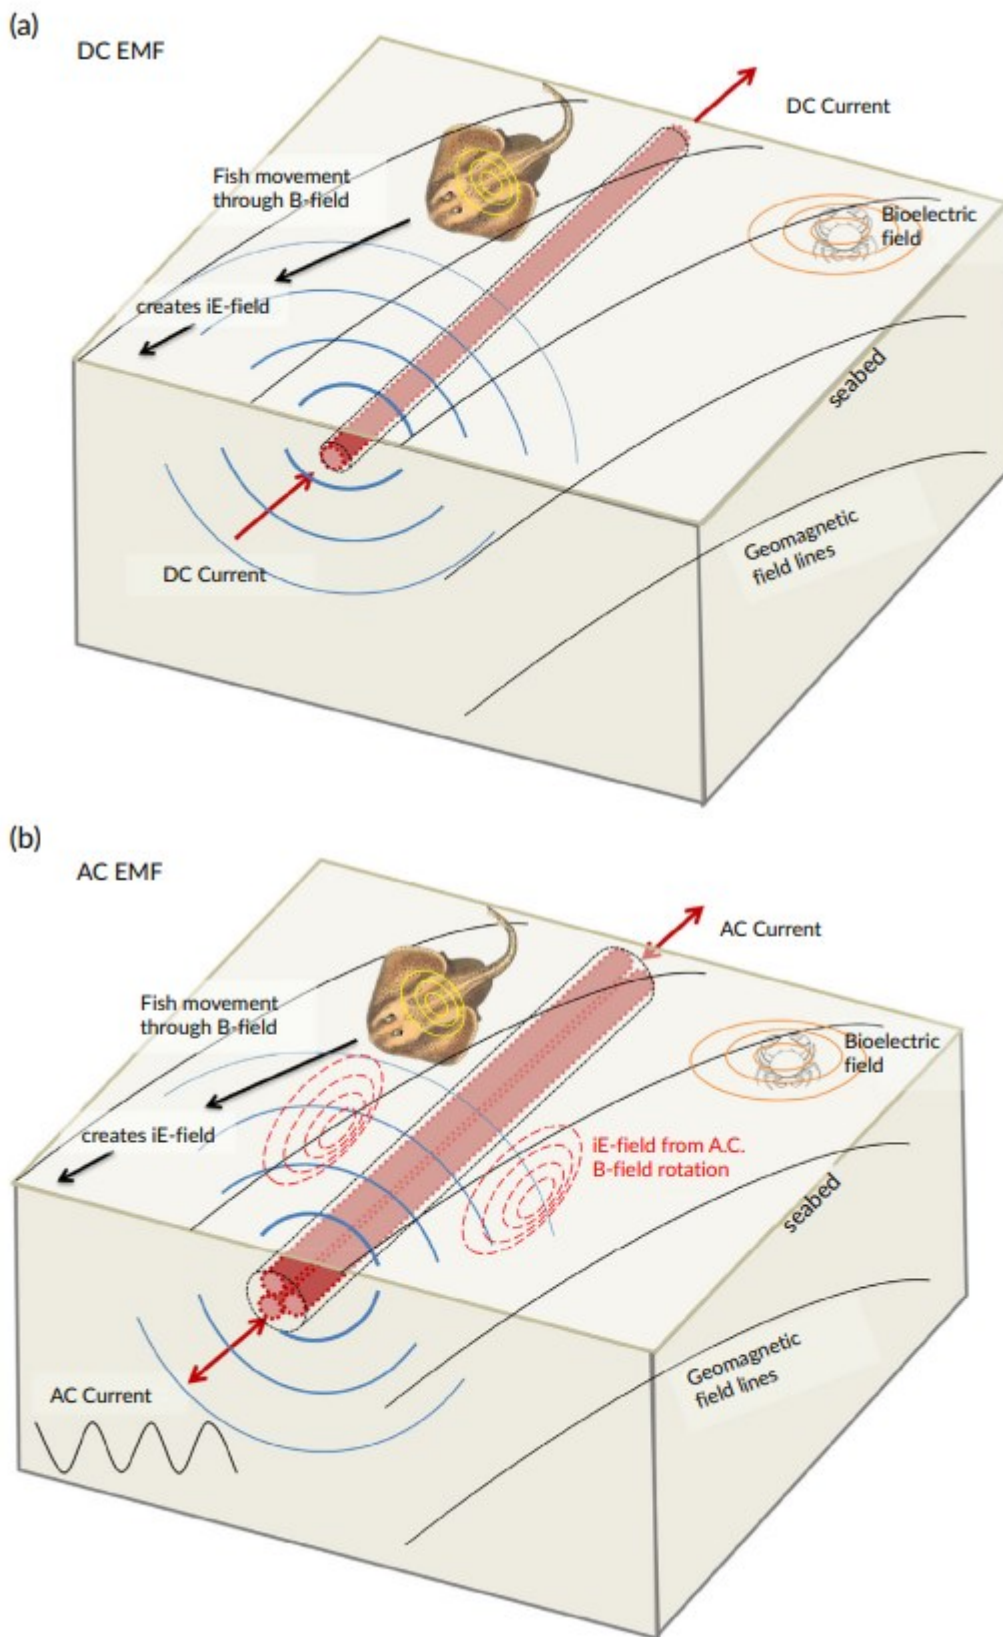 (a)
DC EMF
DC Current
Fish movement
through B-field
Bioelectric
field
creates iE-field
seabed
Geomagnetic
field lines
DC Current
(b)
AC EMF
AC Current
Fish movement
through B-field
Bioelectric
field
creates iE-field
iE-field from A.C.
B-field rotation
seabed
Geomagnetic
field lines
AC Current